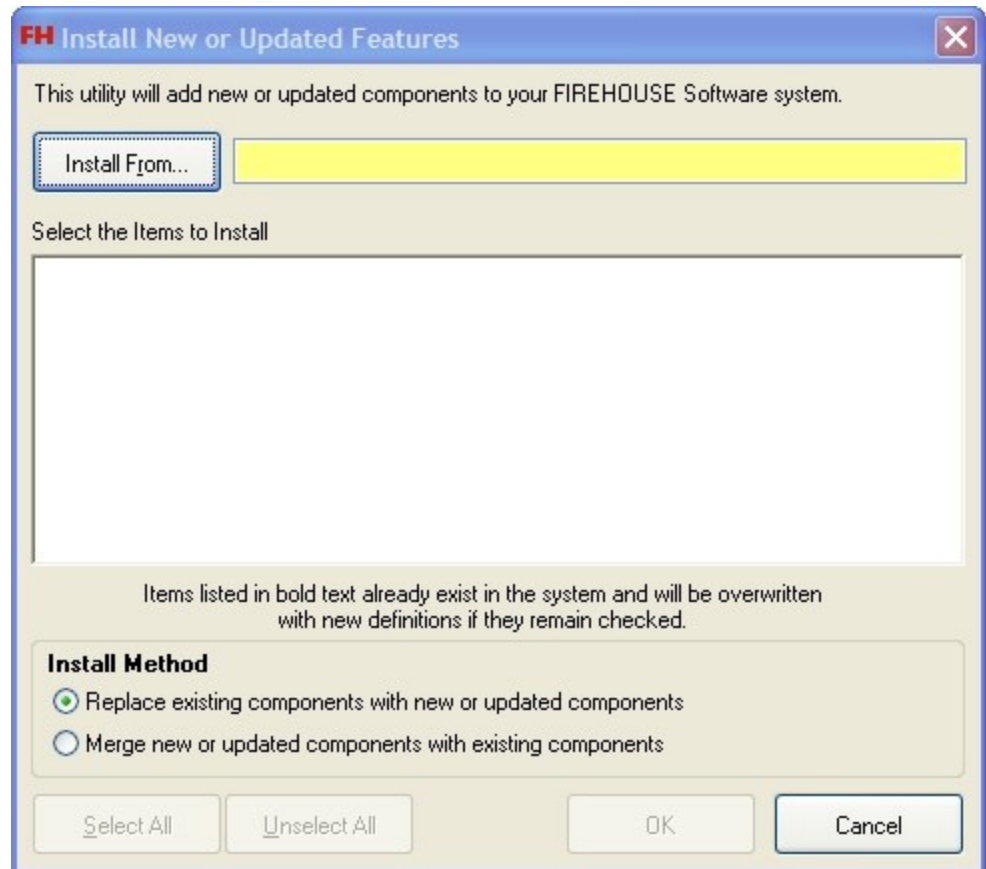 FH Install New or Updated Features
This utility will add new or updated components to your FIREHOUSE Software system.
Install From...
Select the Items to Install
Items listed in bold text already exist in the system and will be overwritten
with new definitions if they remain checked.
Install Method
Replace existing components with new or updated components
Merge new or updated components with existing components
Select All Unselect All OK Cancel